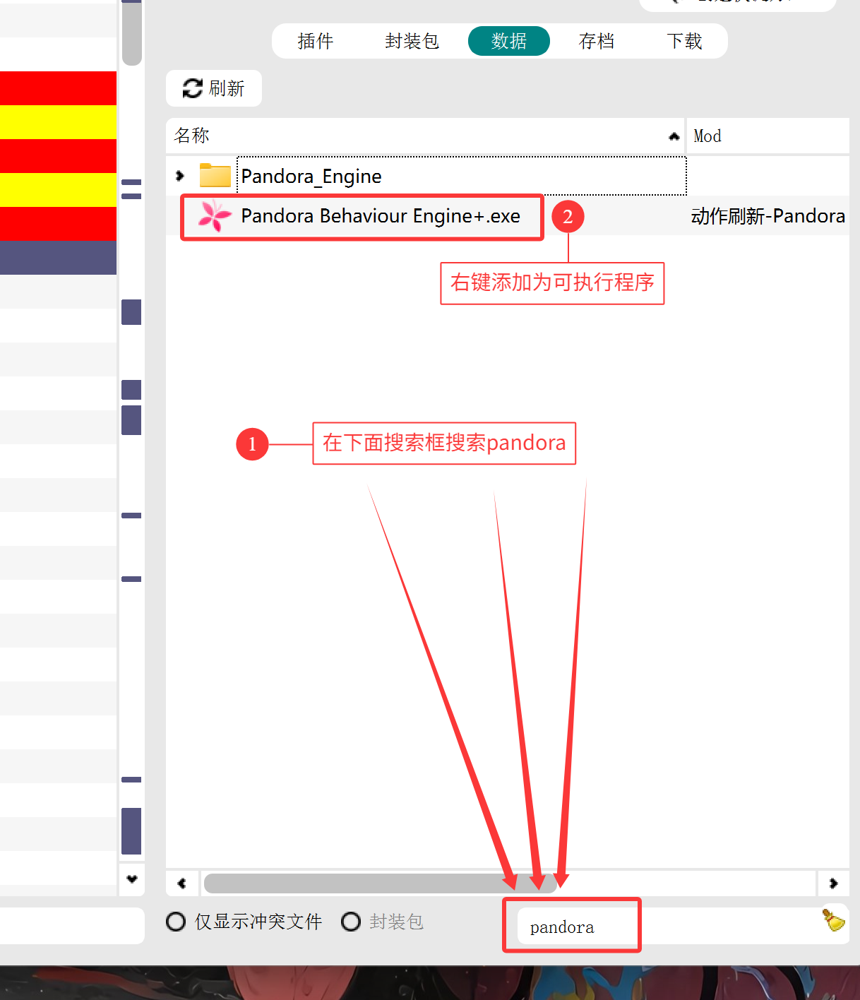 插件 封装包 数据 存档 下载
刷新
名称 Mod
Pandora_Engine
Pandora Behaviour Engine+.exe 2 动作刷新-Pandora
右键添加为可执行程序
1 在下面搜索框搜索pandora
仅显示冲突文件 封装包 pandora